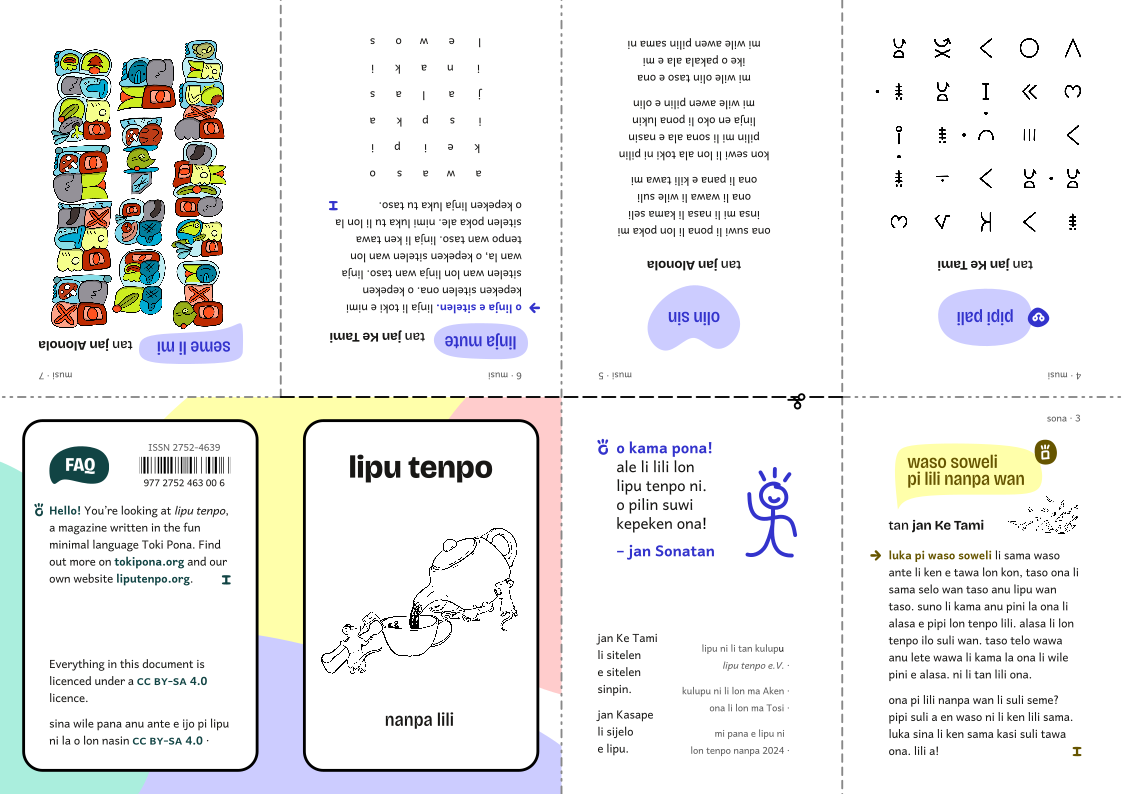 lipu tenpo
nanpa lili
o kama pona!
ale li lili lon
lipu tenpo ni.
o pilin suwi
kepeken ona!
– jan Sonatan
jan Ke Tami
li sitelen
e sitelen
sinpin.
jan Kasape
li sijelo
e lipu.
lipu ni li tan kulupu
lipu tenpo e.V. ·
kulupu ni li lon ma Aken ·
ona li lon ma Tosi ·
mi pana e lipu ni
lon tenpo nanpa 2024 ·
sona · 3
waso soweli
pi lili nanpa wan
tan jan Ke Tami
→ luka pi waso soweli li sama waso
ante li ken e tawa lon kon, taso ona li
sama selo wan taso anu lipu wan
taso. suno li kama anu pini la ona li
alasa e pipi lon tenpo lili. alasa li lon
tenpo ilo suli wan. taso telo wawa
anu lete wawa li kama la ona li wile
pini e alasa. ni li tan lili ona.
ona pi lili nanpa wan li suli seme?
pipi suli a en waso ni li ken lili sama.
luka sina li ken sama kasi suli tawa
ona. lili a!
4 · musi
pipi pali
tan jan Ke Tami
musi · 5
olin sin
tan jan Alonola
ona suwi li pona li lon poka mi
insa mi li nasa li kama seli
ona li wawa li wile suli
ona li pana e kili tawa mi
kon sewi li lon ala toki ni pilin
pilin mi li sona ala e nasin
linja en oko li pona lukin
mi wile awen pilin e olin
mi wile olin taso e ona
ike o pakala ala e mi
mi wile awen pilin sama ni
6 · musi
linja mute
tan jan Ke Tami
→ o linja e sitelen. linja li toki e nimi
kepeken sitelen ona. o kepeken
sitelen wan lon linja wan taso. linja
wan la, o kepeken sitelen wan lon
tenpo wan taso. linja li ken tawa
sitelen poka ale. nimi luka tu li lon la
o kepeken linja luka tu taso.
a w a s o
k e i p i
i s p k a
j a l a s
i n a k i
l e w o s
musi · 7
seme li mi
tan jan Alonola
FAQ
ISSN 2752-4639
977 2752 463 00 6
Hello! You’re looking at lipu tenpo,
a magazine written in the fun
minimal language Toki Pona. Find
out more on tokipona.org and our
own website liputenpo.org.
Everything in this document is
licenced under a CC BY-SA 4.0
licence.
sina wile pana anu ante e ijo pi lipu
ni la o lon nasin CC BY-SA 4.0 ·